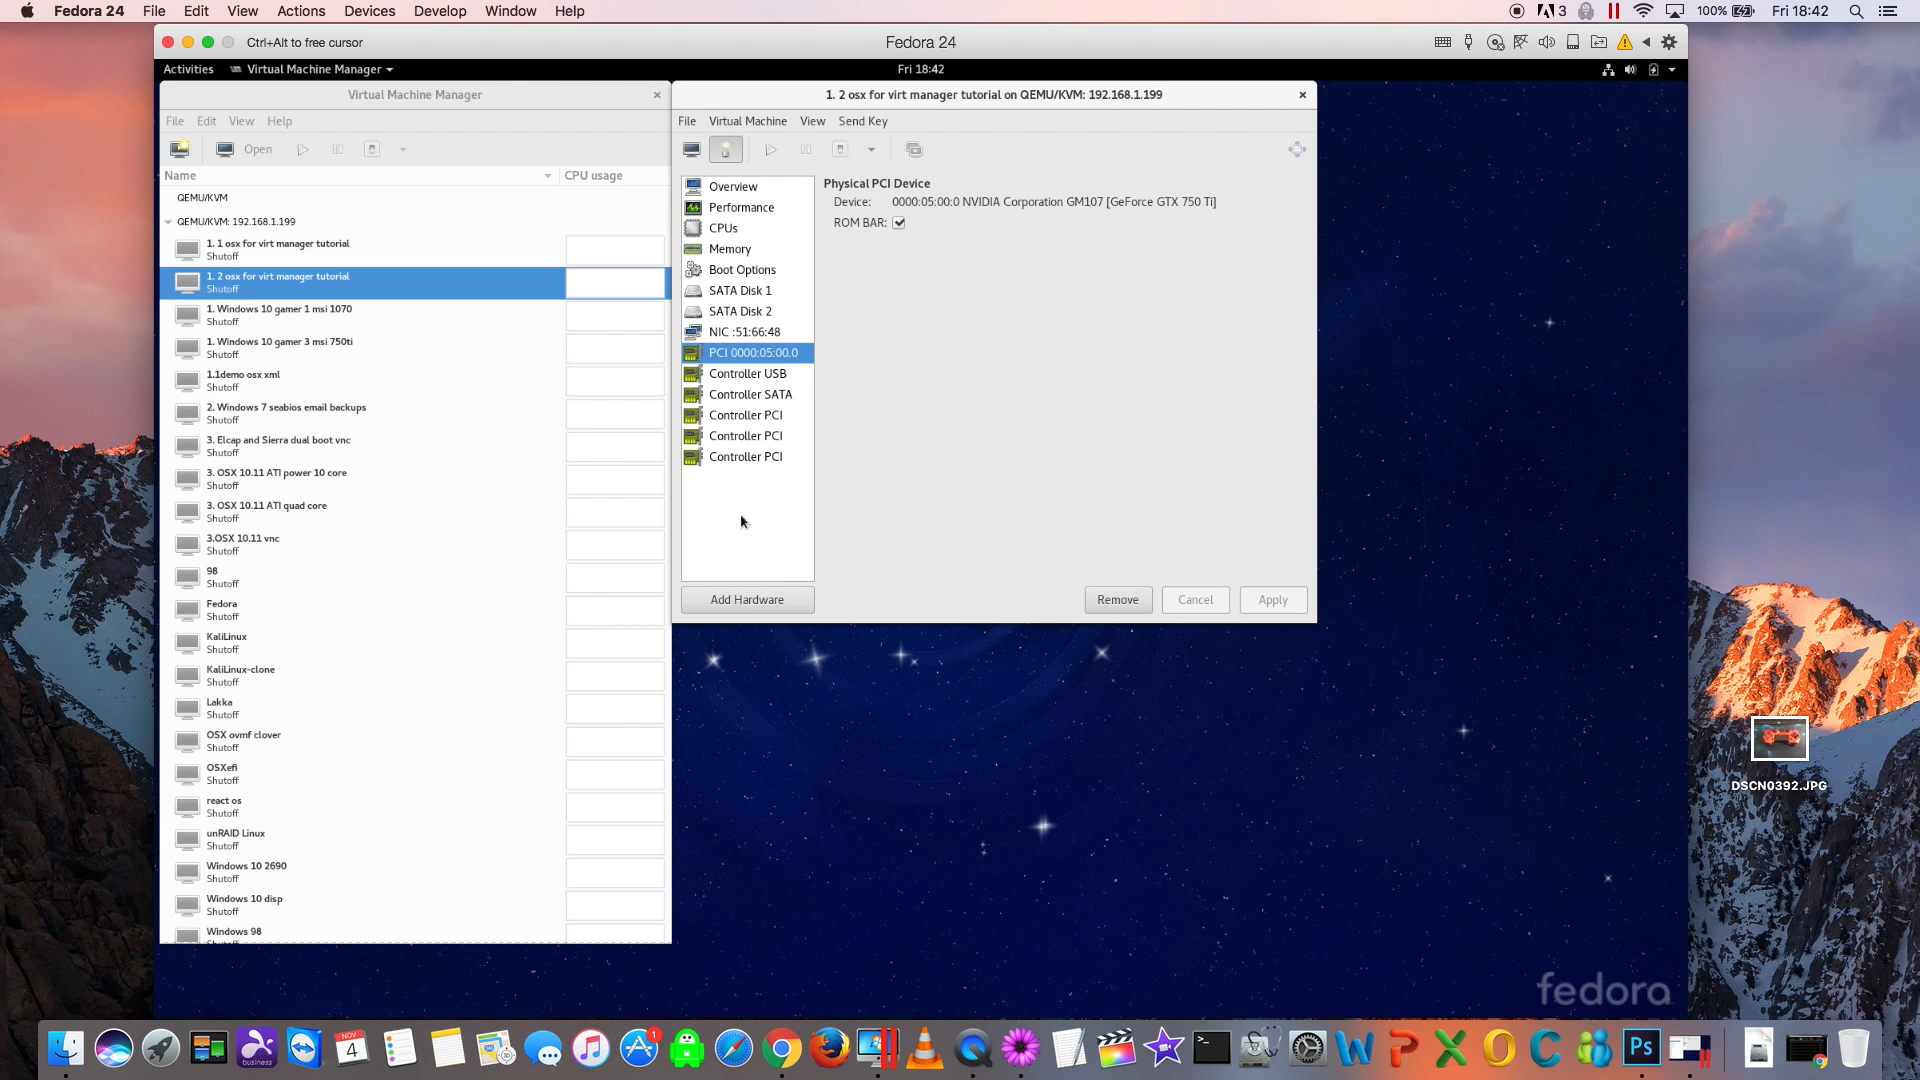 Fedora 24 File Edit View Actions Devices Develop Window Help
3 100% Fri 18:42
Ctrl+Alt to free cursor
Fedora 24
Activities Virtual Machine Manager
Fri 18:42
Virtual Machine Manager
File Edit View Help
Open
Name CPU usage
QEMU/KVM
QEMU/KVM: 192.168.1.199
1. 1 osx for virt manager tutorial
Shutoff
1. 2 osx for virt manager tutorial
Shutoff
1. Windows 10 gamer 1 msi 1070
Shutoff
1. Windows 10 gamer 3 msi 750ti
Shutoff
1.1demo osx xml
Shutoff
2. Windows 7 seabios email backups
Shutoff
3. Elcap and Sierra dual boot vnc
Shutoff
3. OSX 10.11 ATI power 10 core
Shutoff
3. OSX 10.11 ATI quad core
Shutoff
3.OSX 10.11 vnc
Shutoff
98
Shutoff
Fedora
Shutoff
KaliLinux
Shutoff
KaliLinux-clone
Shutoff
Lakka
Shutoff
OSX ovmf clover
Shutoff
OSXefi
Shutoff
react os
Shutoff
unRAID Linux
Shutoff
Windows 10 2690
Shutoff
Windows 10 disp
Shutoff
Windows 98
Shutoff
1. 2 osx for virt manager tutorial on QEMU/KVM: 192.168.1.199
File Virtual Machine View Send Key
Overview
Performance
CPUs
Memory
Boot Options
SATA Disk 1
SATA Disk 2
NIC :51:66:48
PCI 0000:05:00.0
Controller USB
Controller SATA
Controller PCI
Controller PCI
Controller PCI
Add Hardware
Physical PCI Device
Device: 0000:05:00:0 NVIDIA Corporation GM107 [GeForce GTX 750 Ti]
ROM BAR:
Remove Cancel Apply
DSCN0392.JPG
fedora
business
NOV
4
1
Ps